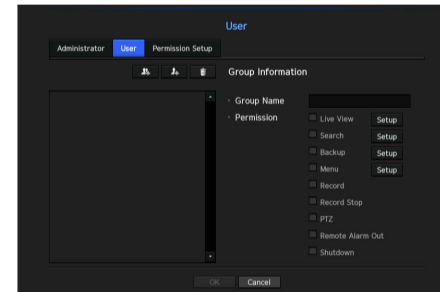 User
Administrator User Permission Setup
Group Information
Group Name
Permission
Live View Setup
Search Setup
Backup Setup
Menu Setup
Record
Record Stop
PTZ
Remote Alarm Out
Shutdown
OK Cancel